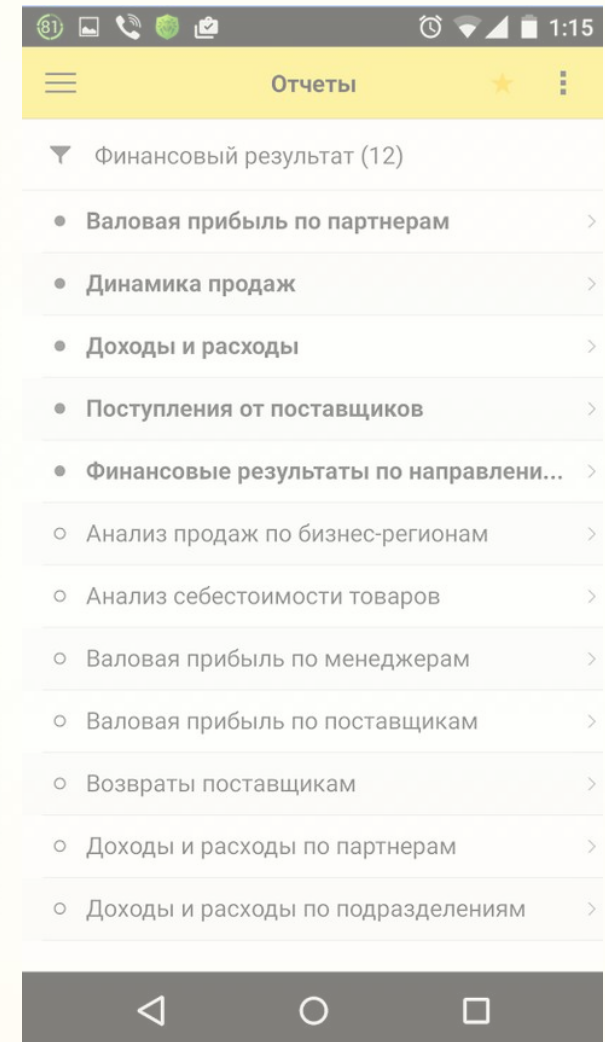 81 1:15
Отчеты
Финансовый результат (12)
Валовая прибыль по партнерам
Динамика продаж
Доходы и расходы
Поступления от поставщиков
Финансовые результаты по направлени...
Анализ продаж по бизнес-регионам
Анализ себестоимости товаров
Валовая прибыль по менеджерам
Валовая прибыль по поставщикам
Возвраты поставщикам
Доходы и расходы по партнерам
Доходы и расходы по подразделениям